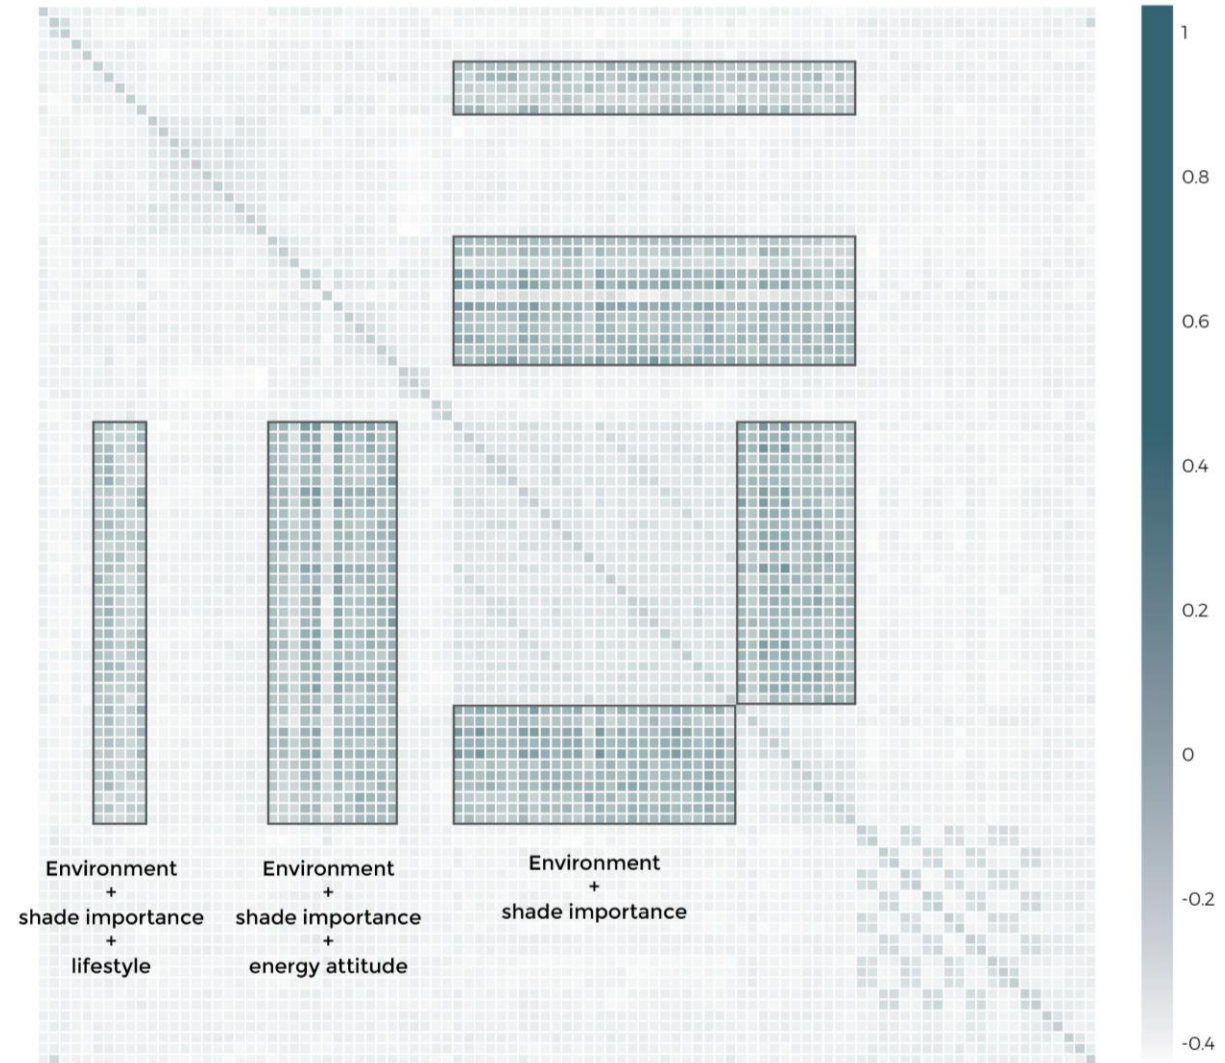 1
0.8
0.6
0.4
0.2
0
-0.2
-0.4
Environment
+
shade importance
+
lifestyle
Environment
+
shade importance
+
energy attitude
Environment
+
shade importance